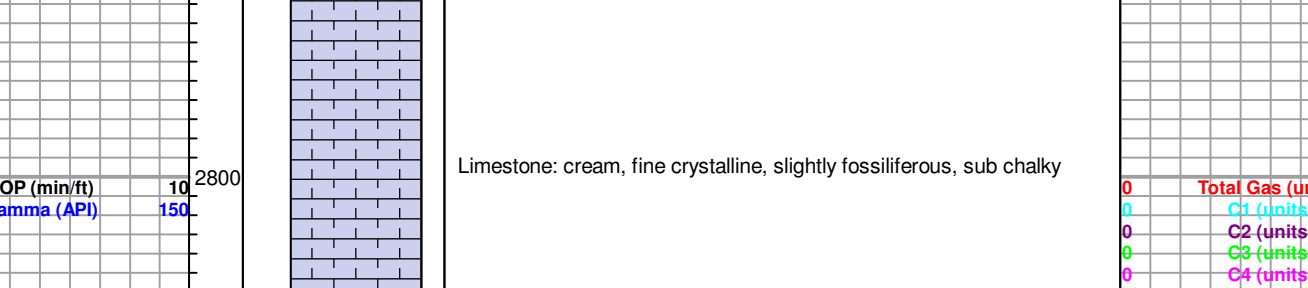 Limestone: cream, fine crystalline, slightly fossiliferous, sub chalky
2800
OP (min/ft) 10
amma (API) 150
0 Total Gas (un
0 C1 (units
0 C2 (units
0 C3 (units
0 C4 (units